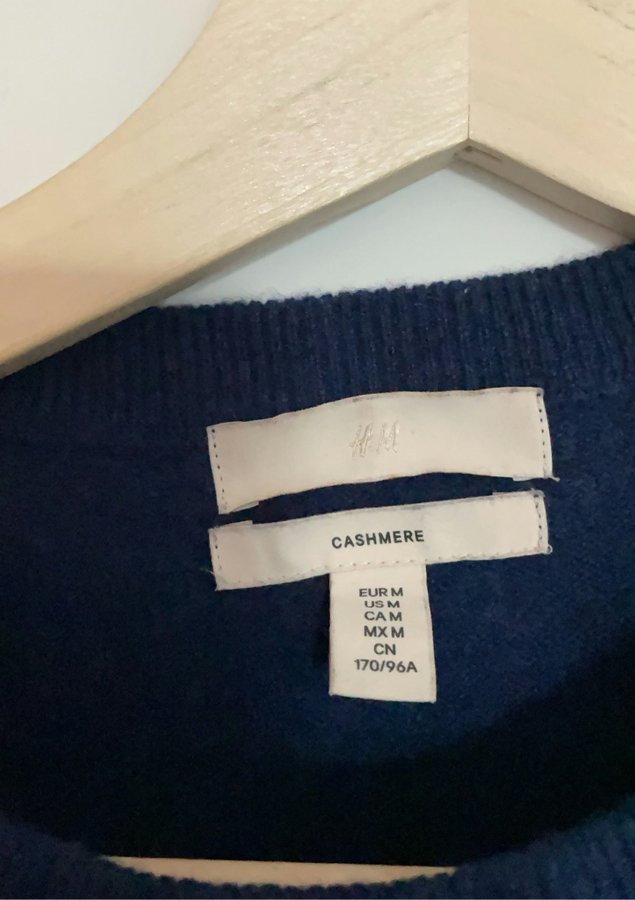 H&M
CASHMERE
EUR M
US M
CA M
MX M
CN
170/96A